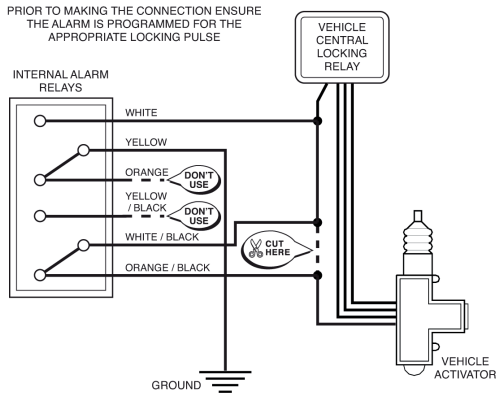 PRIOR TO MAKING THE CONNECTION ENSURE
THE ALARM IS PROGRAMMED FOR THE
APPROPRIATE LOCKING PULSE
VEHICLE
CENTRAL
LOCKING
RELAY
INTERNAL ALARM
RELAYS
WHITE
YELLOW
ORANGE
DON'T
USE
YELLOW
/ BLACK
DON'T
USE
WHITE / BLACK
CUT
HERE
ORANGE / BLACK
VEHICLE
ACTIVATOR
GROUND